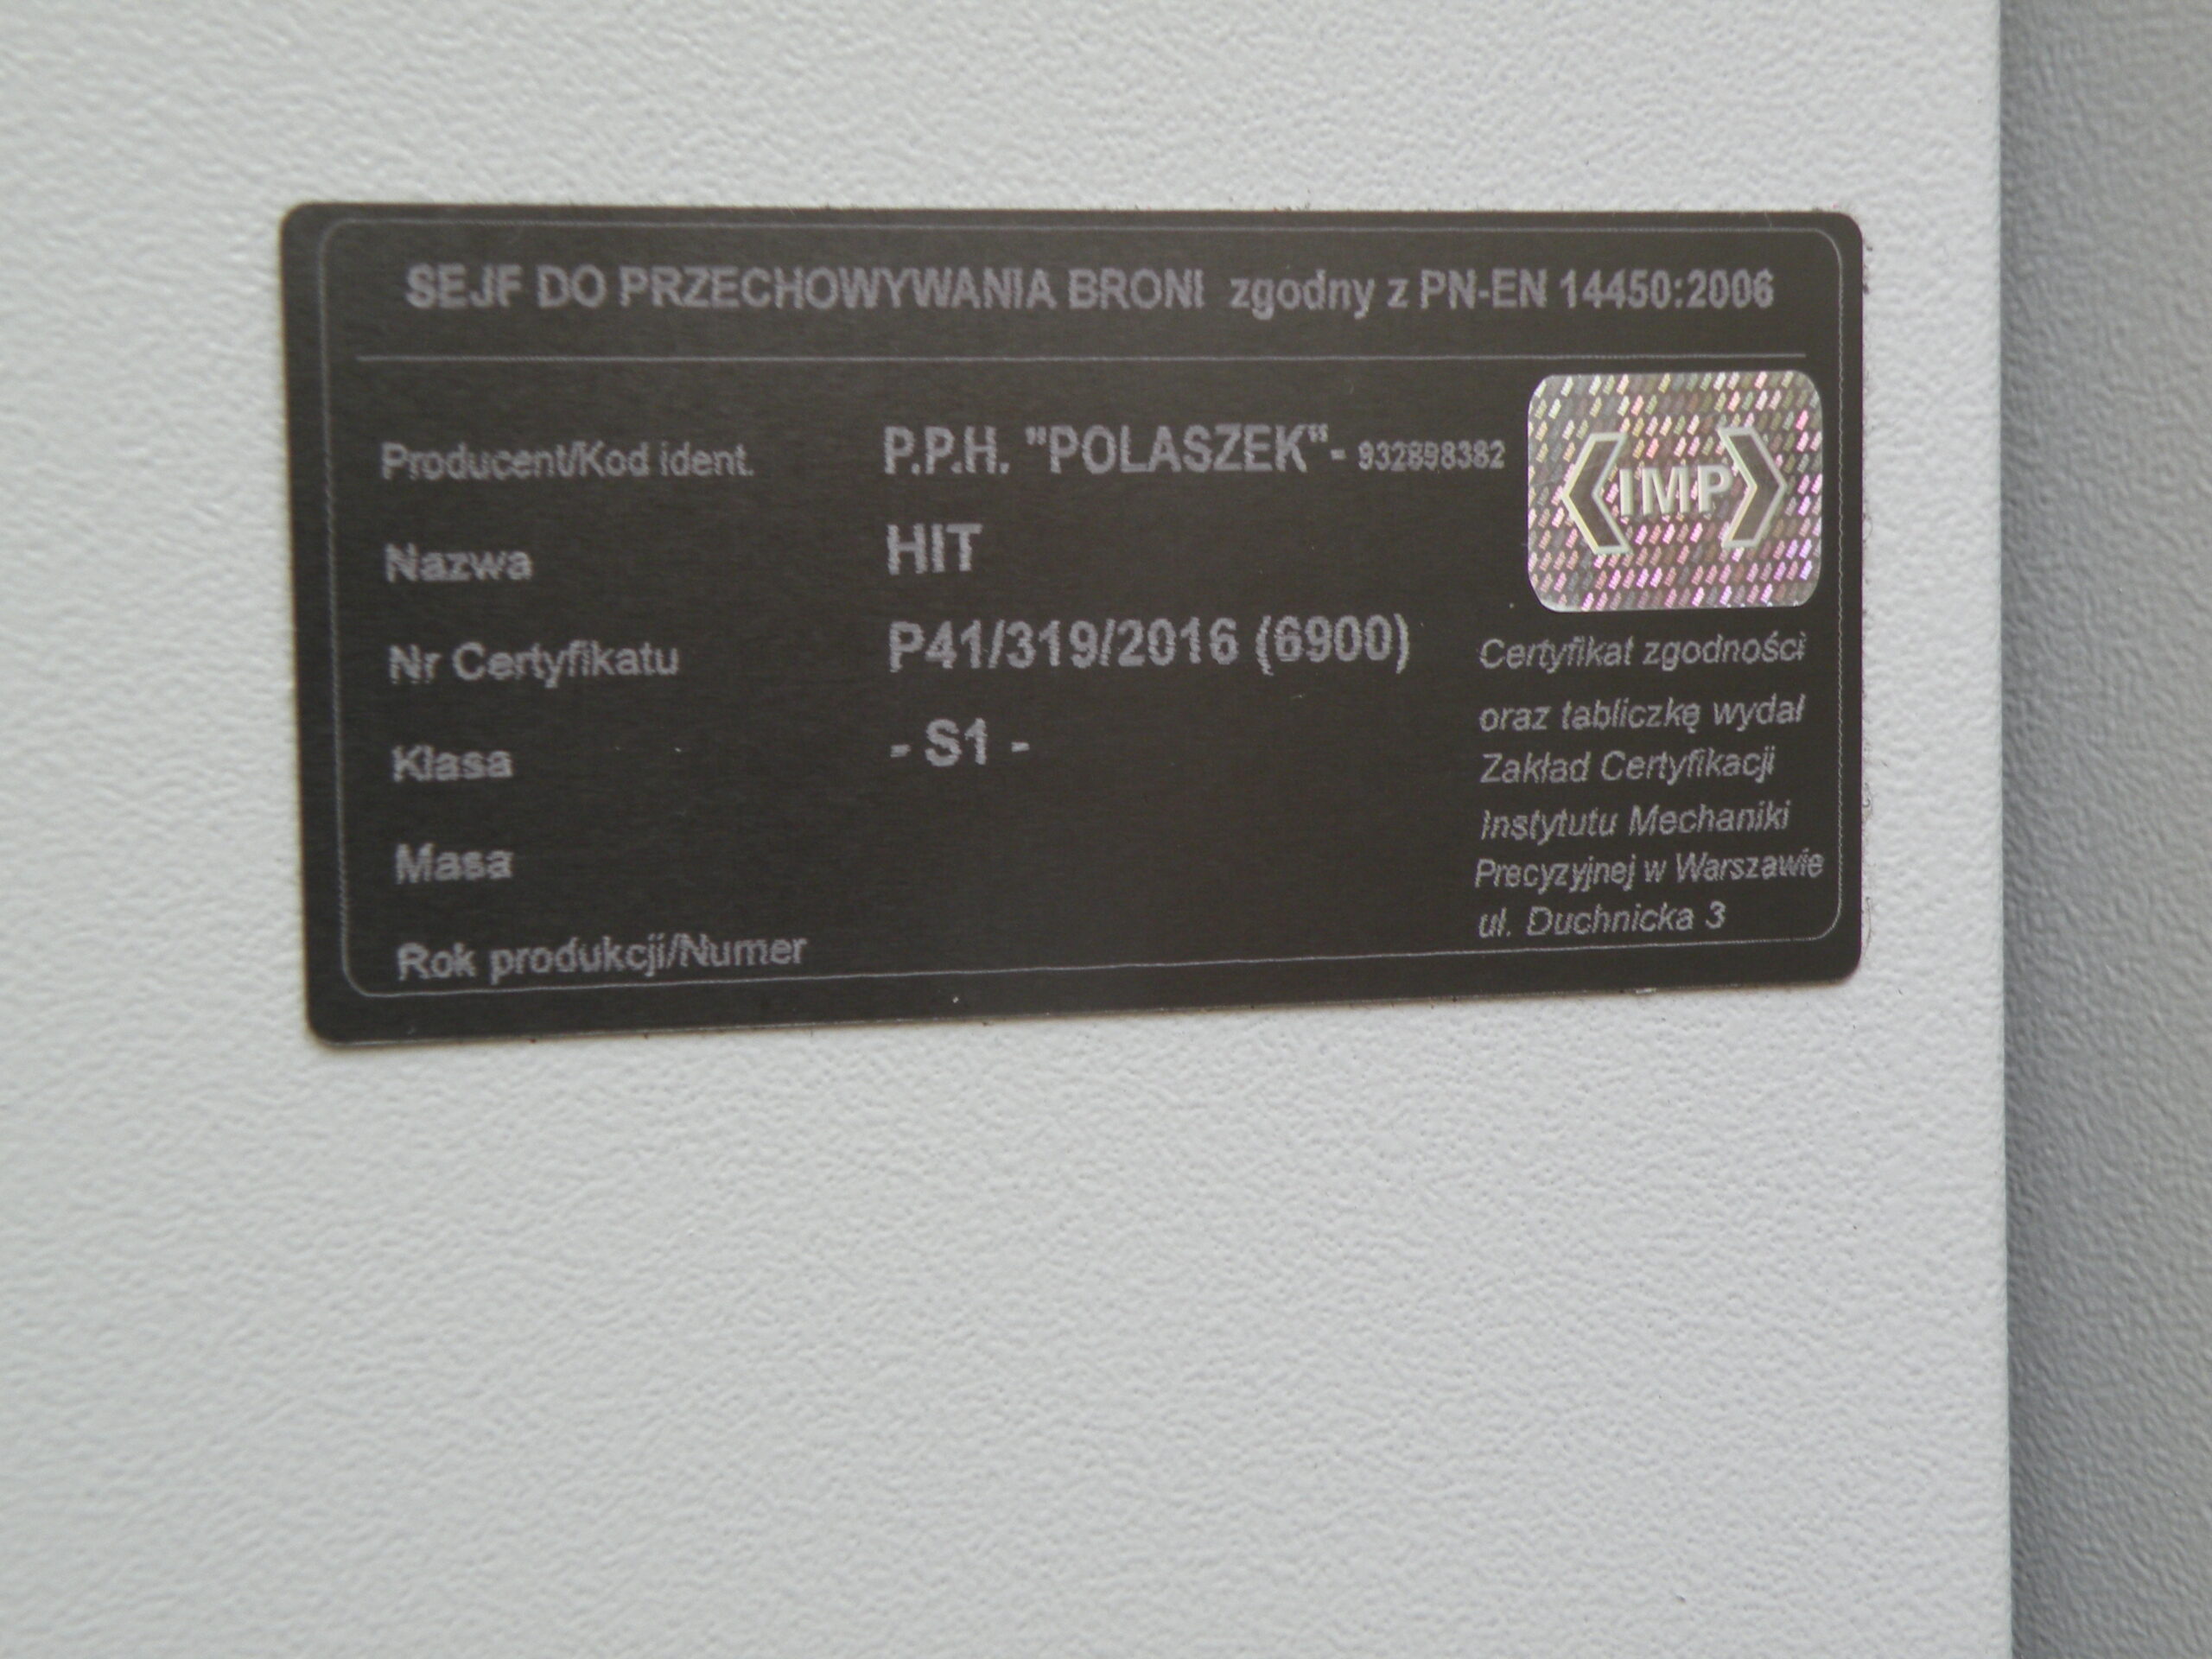 SEJF DO PRZECHOWYWANIA BRONI zgodny z PN-EN 14450:2006
Producent/Kod ident. P.P.H. "POLASZEK"- 932898382
IMP
Nazwa HIT
Nr Certyfikatu P41/319/2016 (6900)
Klasa - S1 -
Masa
Rok produkcji/Numer
Certyfikat zgodności
oraz tabliczkę wydał
Zakład Certyfikacji
Instytutu Mechaniki
Precyzyjnej w Warszawie
ul. Duchnicka 3